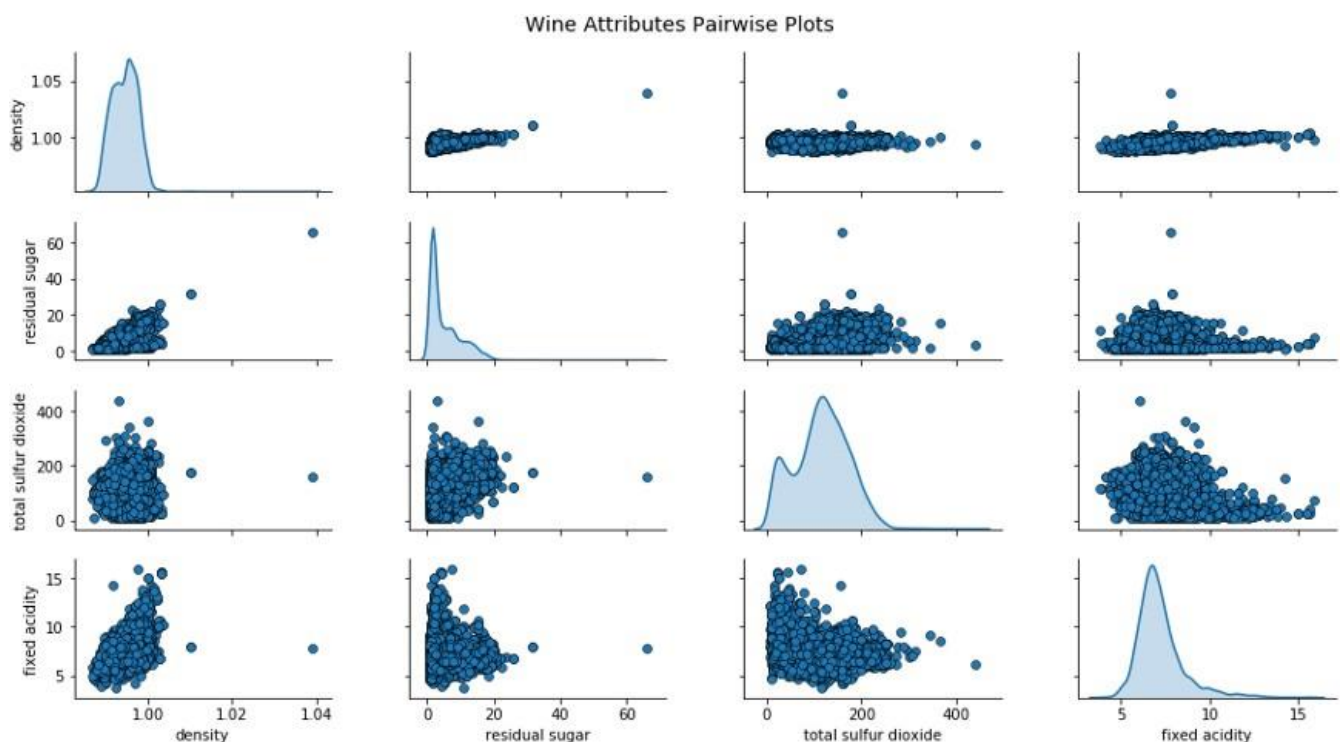 Wine Attributes Pairwise Plots
density
1.05
1.00
residual sugar
60
40
20
0
total sulfur dioxide
400
200
0
fixed acidity
15
10
5
1.00 1.02 1.04
0 20 40 60
0 200 400
5 10 15
density
residual sugar
total sulfur dioxide
fixed acidity